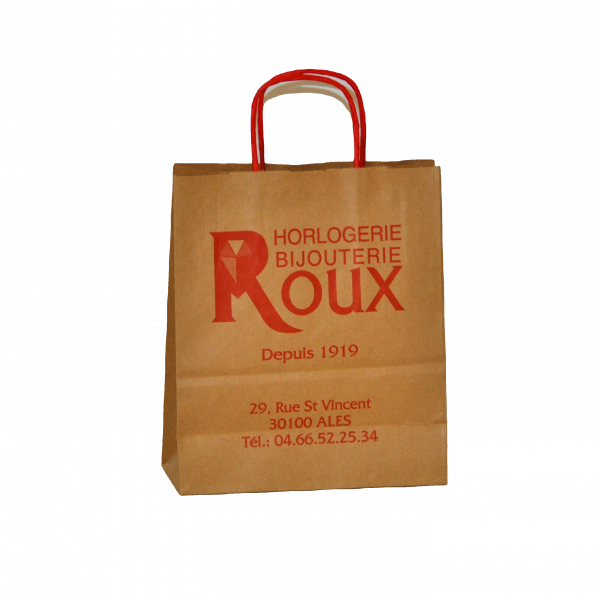 HORLOGERIE
BIJOUTERIE
ROUX
Depuis 1919
29, Rue St Vincent
30100 ALES
Tél.: 04.66.52.25.34